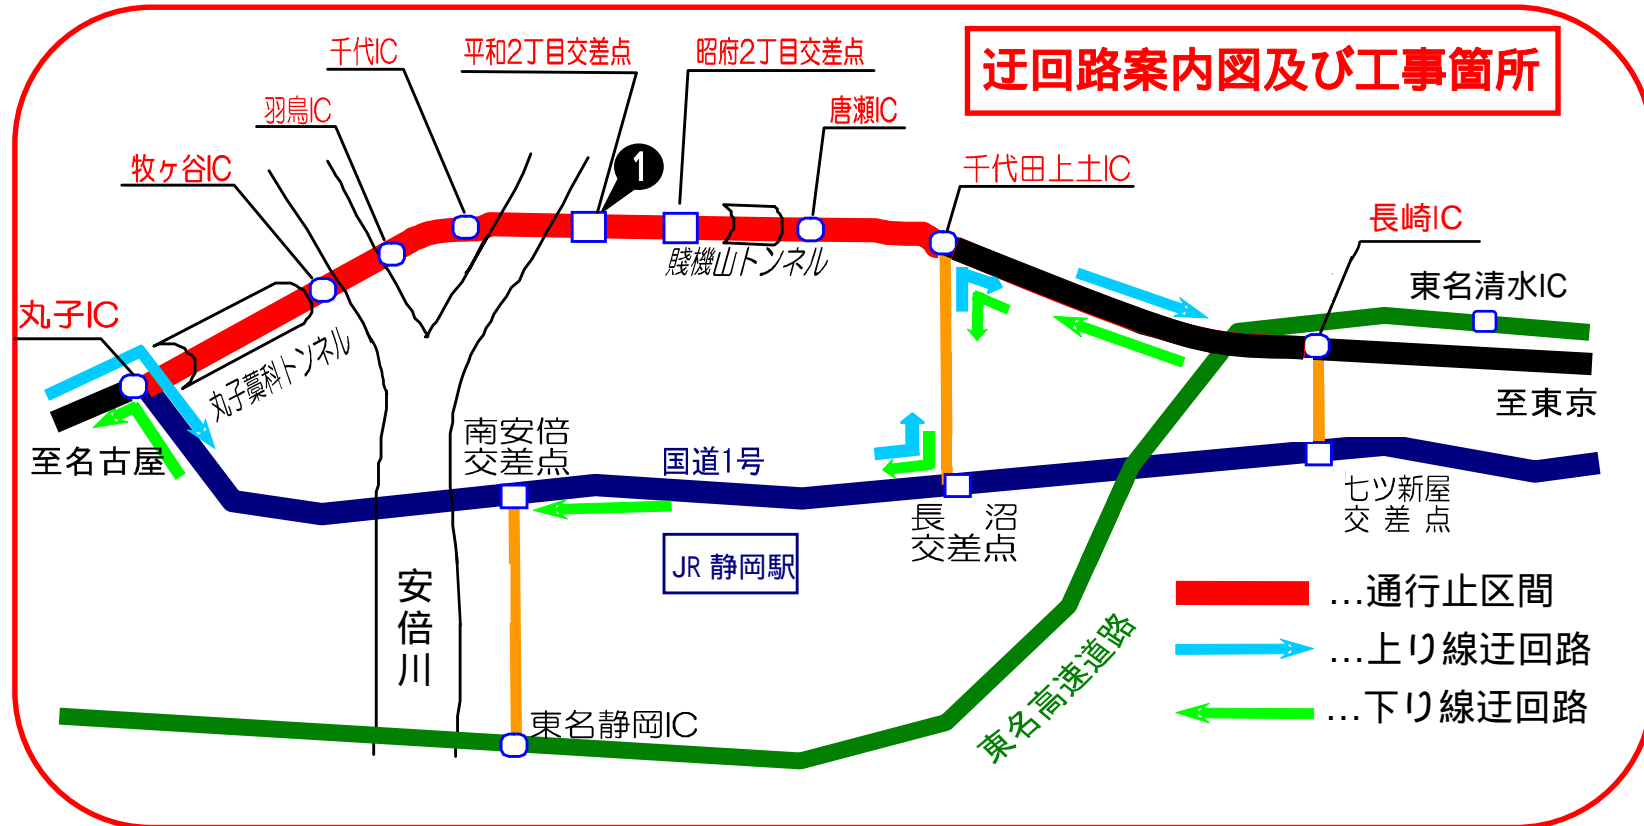 迂回路案内図及び工事箇所
千代IC
平和2丁目交差点
昭府2丁目交差点
羽鳥IC
唐瀬IC
牧ヶ谷IC
1
千代田上土IC
長崎IC
賤機山トンネル
東名清水IC
丸子IC
丸子藁科トンネル
至東京
至名古屋
南安倍
交差点
国道1号
七ツ新屋
交差点
長沼
交差点
JR 静岡駅
安倍川
…通行止区間
…上り線迂回路
…下り線迂回路
東名高速道路
東名静岡IC